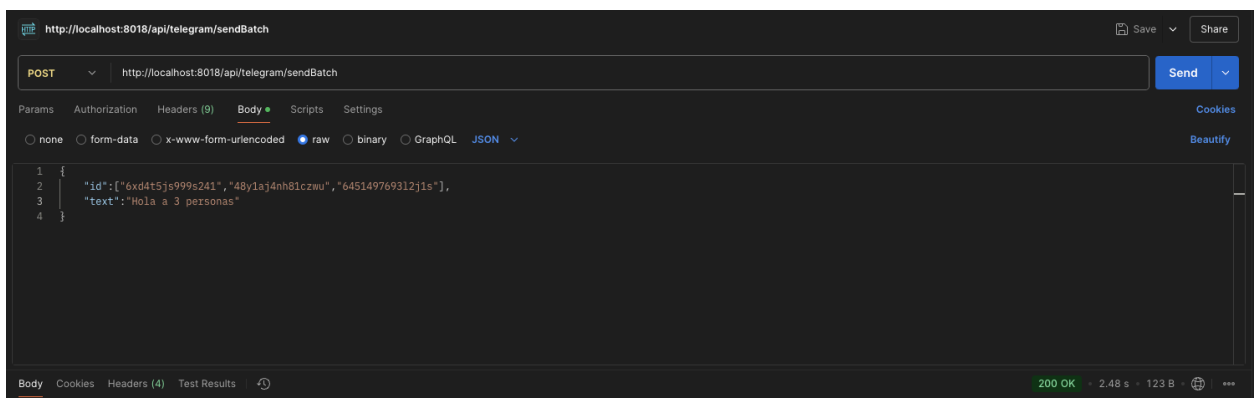 HTTP http://localhost:8018/api/telegram/sendBatch Save Share
POST http://localhost:8018/api/telegram/sendBatch Send
Params Authorization Headers (9) Body Scripts Settings Cookies
none form-data x-www-form-urlencoded raw binary GraphQL JSON Beautify
1 {
2 "id":["6xd4t5js999s241","48y1aj4nh81czwu","6451497693l2j1s"],
3 "text":"Hola a 3 personas"
4 }
Body Cookies Headers (4) Test Results 200 OK 2.48 s 123 B